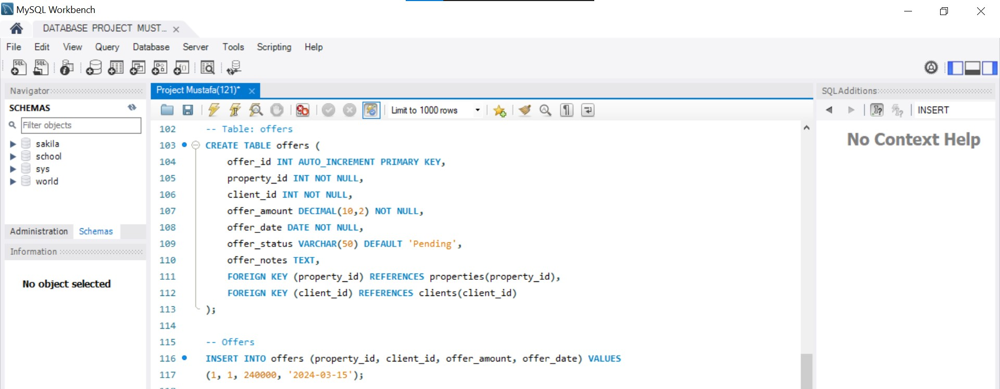 MySQL Workbench
DATABASE PROJECT MUST...
File Edit View Query Database Server Tools Scripting Help
Navigator
SCHEMAS
Filter objects
sakila
school
sys
world
Administration Schemas
Information
No object selected
Project Mustafa(121)*
Limit to 1000 rows
102 -- Table: offers
103 CREATE TABLE offers (
104 offer_id INT AUTO_INCREMENT PRIMARY KEY,
105 property_id INT NOT NULL,
106 client_id INT NOT NULL,
107 offer_amount DECIMAL(10,2) NOT NULL,
108 offer_date DATE NOT NULL,
109 offer_status VARCHAR(50) DEFAULT 'Pending',
110 offer_notes TEXT,
111 FOREIGN KEY (property_id) REFERENCES properties(property_id),
112 FOREIGN KEY (client_id) REFERENCES clients(client_id)
113 );
114
115 -- Offers
116 INSERT INTO offers (property_id, client_id, offer_amount, offer_date) VALUES
117 (1, 1, 240000, '2024-03-15');
SQLAdditions
INSERT
No Context Help